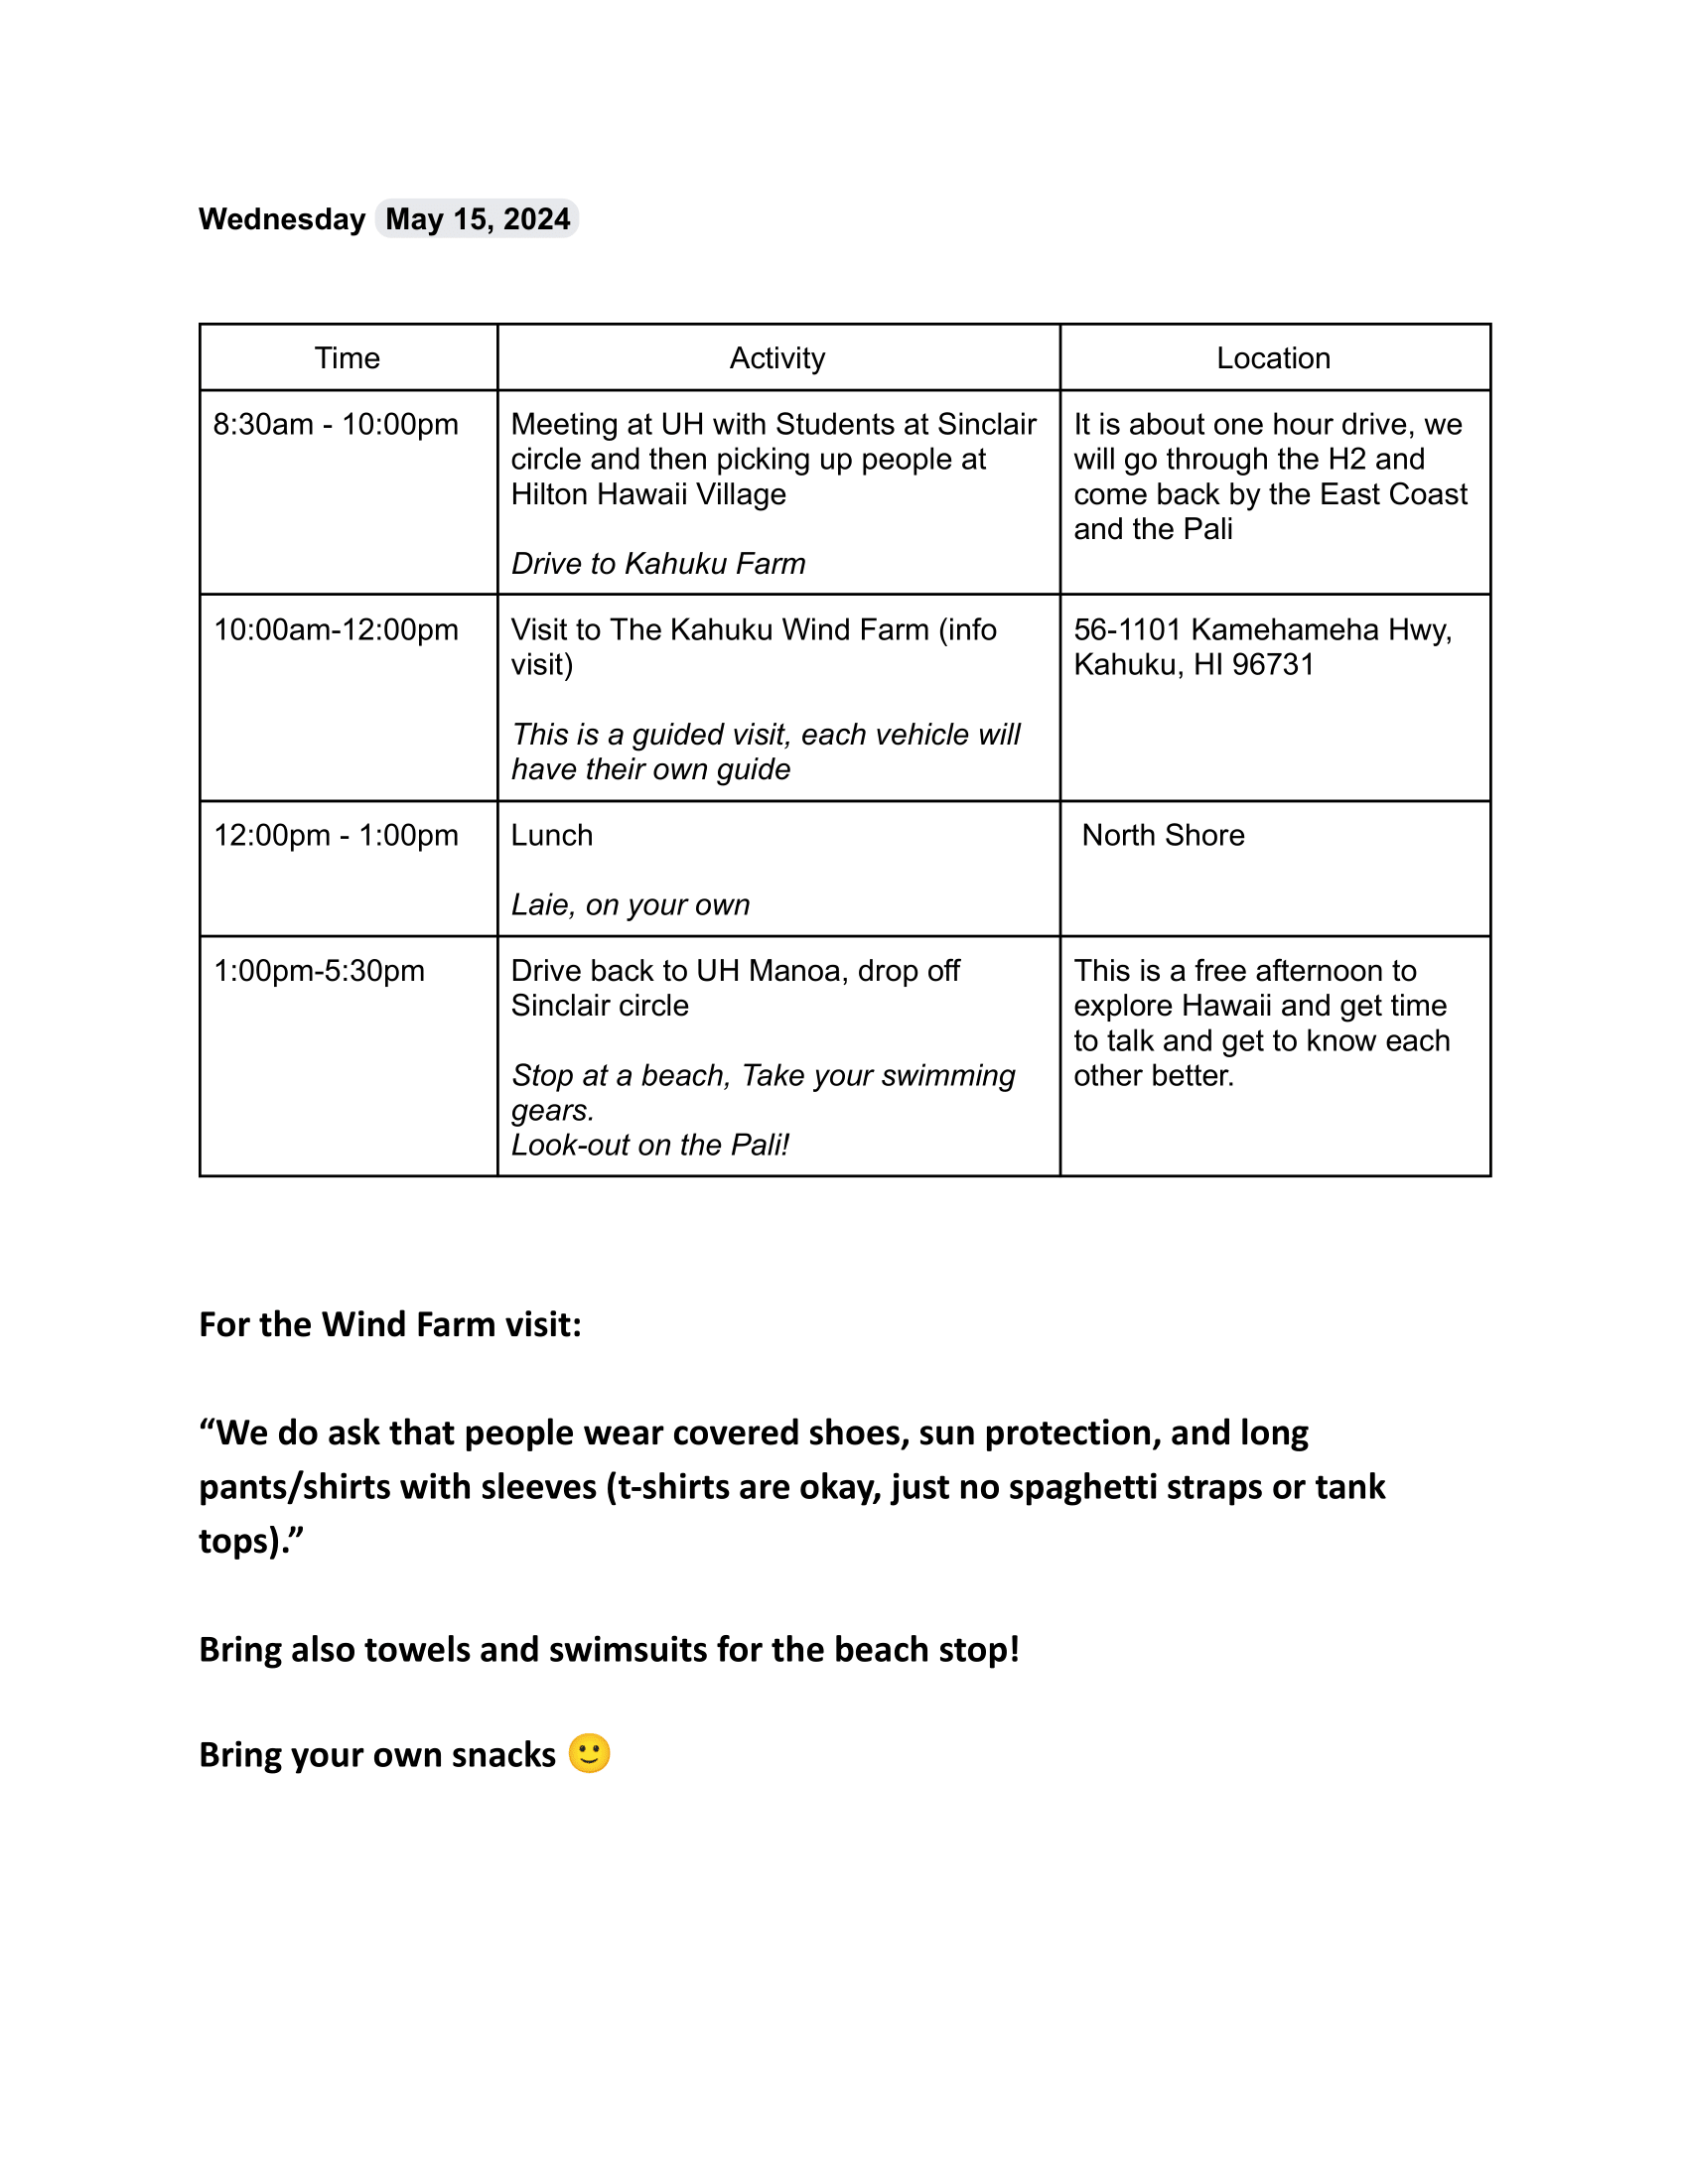 Wednesday May 15, 2024
Time Activity Location
8:30am - 10:00pm
Meeting at UH with Students at Sinclair
circle and then picking up people at
Hilton Hawaii Village
Drive to Kahuku Farm
It is about one hour drive, we
will go through the H2 and
come back by the East Coast
and the Pali
10:00am-12:00pm
Visit to The Kahuku Wind Farm (info
visit)
This is a guided visit, each vehicle will
have their own guide
56-1101 Kamehameha Hwy,
Kahuku, HI 96731
12:00pm - 1:00pm
Lunch
Laie, on your own
North Shore
1:00pm-5:30pm
Drive back to UH Manoa, drop off
Sinclair circle
Stop at a beach, Take your swimming
gears.
Look-out on the Pali!
This is a free afternoon to
explore Hawaii and get time
to talk and get to know each
other better.
For the Wind Farm visit:
“We do ask that people wear covered shoes, sun protection, and long
pants/shirts with sleeves (t-shirts are okay, just no spaghetti straps or tank
tops).”
Bring also towels and swimsuits for the beach stop!
Bring your own snacks 🙂